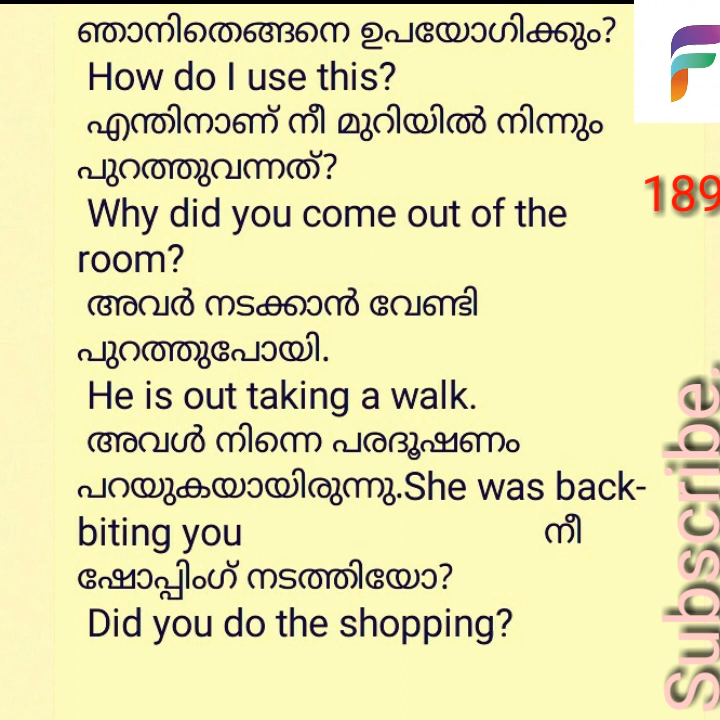 ഞാനിതെങ്ങനെ ഉപയോഗിക്കും?
How do I use this?
എന്തിനാണ് നീ മുറിയിൽ നിന്നും
പുറത്തുവന്നത്?
Why did you come out of the
room?
അവർ നടക്കാൻ വേണ്ടി
പുറത്തുപോയി.
He is out taking a walk.
അവൾ നിന്നെ പരദൂഷണം
പറയുകയായിരുന്നു.She was back-
biting you നീ
ഷോപ്പിംഗ് നടത്തിയോ?
Did you do the shopping?
F
189
Subscribe,